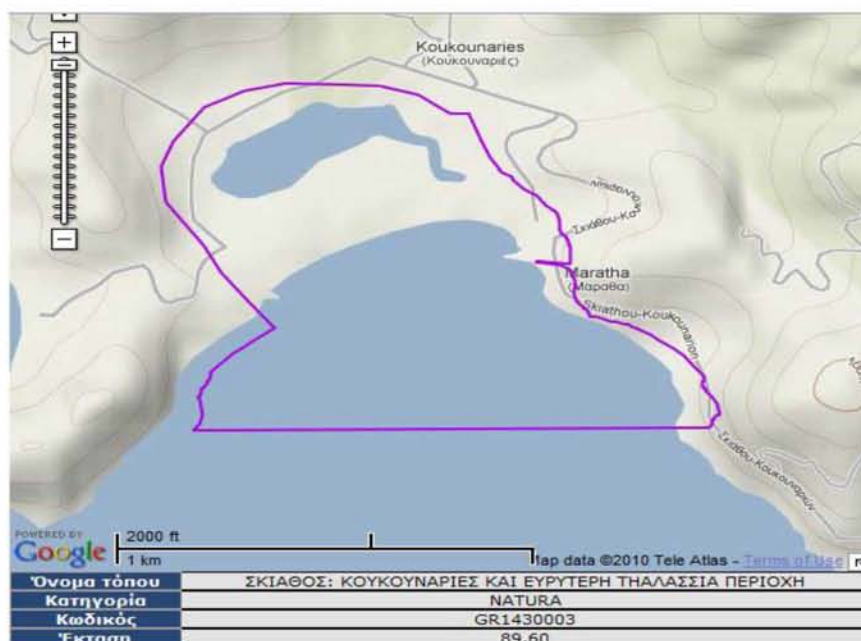 Koukounaries
(Κουκουναριές)
Σκιάθου-Κο
Maratha
(Μαραθα)
Skiathou-Koukounarion
Σκιάθου-Κουκουναριών
POWERED BY
Google
2000 ft
1 km
Map data ©2010 Tele Atlas - Terms of Use
Όνομα τόπου ΣΚΙΑΘΟΣ: ΚΟΥΚΟΥΝΑΡΙΕΣ ΚΑΙ ΕΥΡΥΤΕΡΗ ΘΑΛΑΣΣΙΑ ΠΕΡΙΟΧΗ
Κατηγορία NATURA
Κωδικός GR1430003
Έκταση 89.60